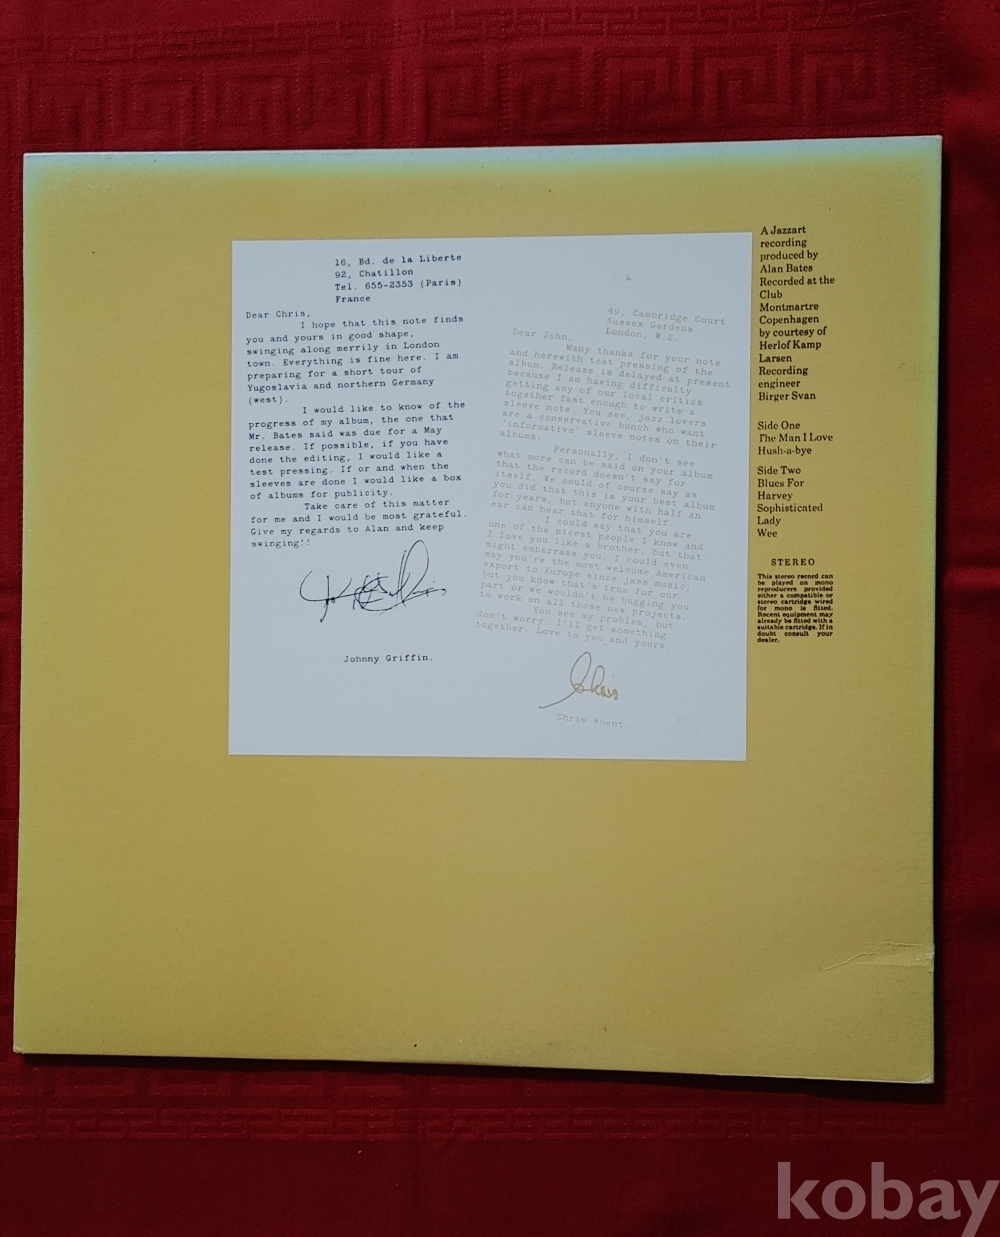 16, Bd. de la Liberte
92, Chatillon
Tel. 655-2353 (Paris)
France
Dear Chris,
I hope that this note finds
you and yours in good shape,
swinging along merrily in London
town. Everything is fine here. I am
preparing for a short tour of
Yugoslavia and northern Germany
(west).
I would like to know of the
progress of my album, the one that
Mr. Bates said was due for a May
release. If possible, if you have
done the editing, I would like a
test pressing. If or and when the
sleeves are done I would like a box
of albums for publicity.
Take care of this matter
for me and I would be most grateful.
Give my regards to Alan and keep
swinging!!
Johnny Griffin.
49, Cambridge Court
Sussex Gardens
London, W.2.
Dear John,
Many thanks for your note
and herewith test pressing of the
album. Release is delayed at present
because I am having difficulty
getting any of our local critics
together fast enough to write a
sleeve note. You see, jazz lovers
are a conservative bunch who want
'informative' sleeve notes on their
albums.
Personally, I don't see
what more can be said on your album
that the record doesn't say for
itself. We could of course say as
you did that this is your best album
for years, but anyone with half an
ear can hear that for himself.
I could say that you are
one of the nicest people I know and
I love you like a brother, but that
might embarrass you. I could even
say you're the most welcome American
export to Europe since jass music,
but you know that's true for our
part or we wouldn't be bugging you
to work on all those new projects.
You see my problem, but
don't worry. I'll get something
together. Love to you and yours.
Chris
Chris Whent.
A Jazzart
recording
produced by
Alan Bates
Recorded at the
Club
Montmartre
Copenhagen
by courtesy of
Herlof Kamp
Larsen
Recording
engineer
Birger Svan
Side One
The Man I Love
Hush-a-bye
Side Two
Blues For
Harvey
Sophisticated
Lady
Wee
STEREO
This stereo record can
be played on mono
reproducers provided
either a compatible or
stereo cartridge wired
for mono is fitted.
Recent equipment may
already be fitted with a
suitable cartridge. If in
doubt consult your
dealer.
kobay